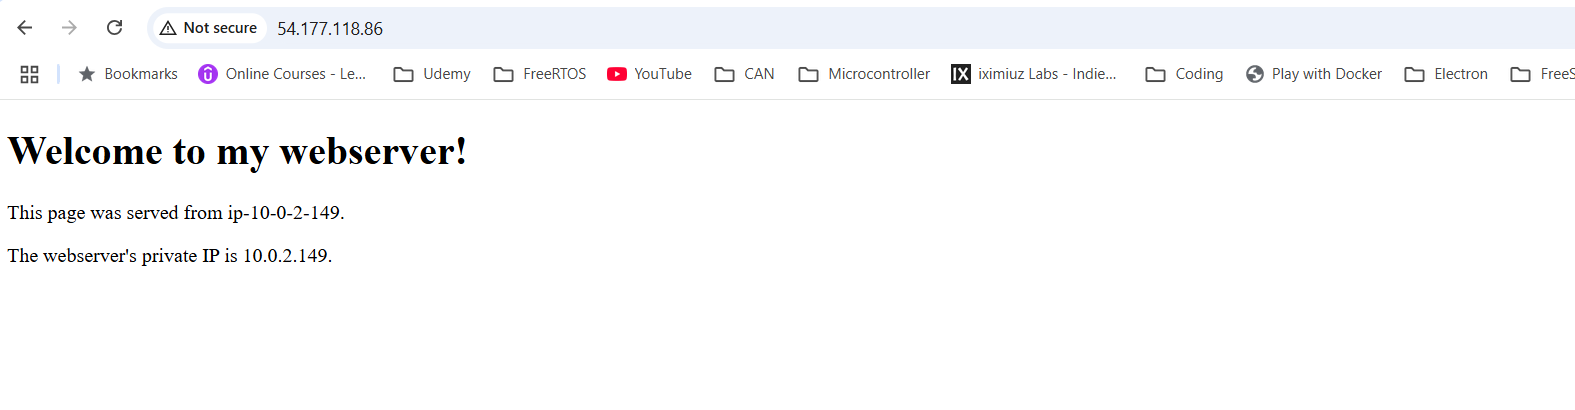 Not secure 54.177.118.86
Bookmarks Online Courses - Le... Udemy FreeRTOS YouTube CAN Microcontroller IX iximiuz Labs - Indie... Coding Play with Docker Electron FreeS
Welcome to my webserver!
This page was served from ip-10-0-2-149.
The webserver's private IP is 10.0.2.149.